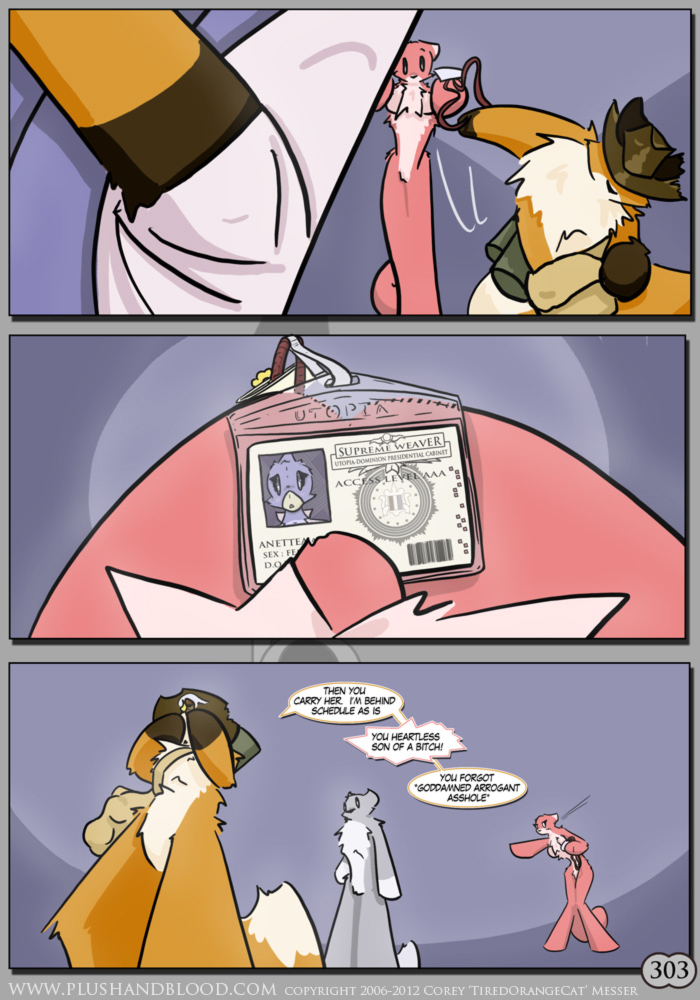 UTOPIA
SUPREME WEAVER
UTOPIA-DOMINION PRESIDENTIAL CABINET
ACCESS LEVEL AAA
II
SEX : FE
D.O
THEN YOU
CARRY HER. I'M BEHIND
SCHEDULE AS IS
YOU HEARTLESS
SON OF A BITCH!
YOU FORGOT
"GODDAMNED ARROGANT
ASSHOLE"
303
WWW.PLUSHANDBLOOD.COM COPYRIGHT 2006-2012 COREY 'TIREDORANGECAT' MESSER